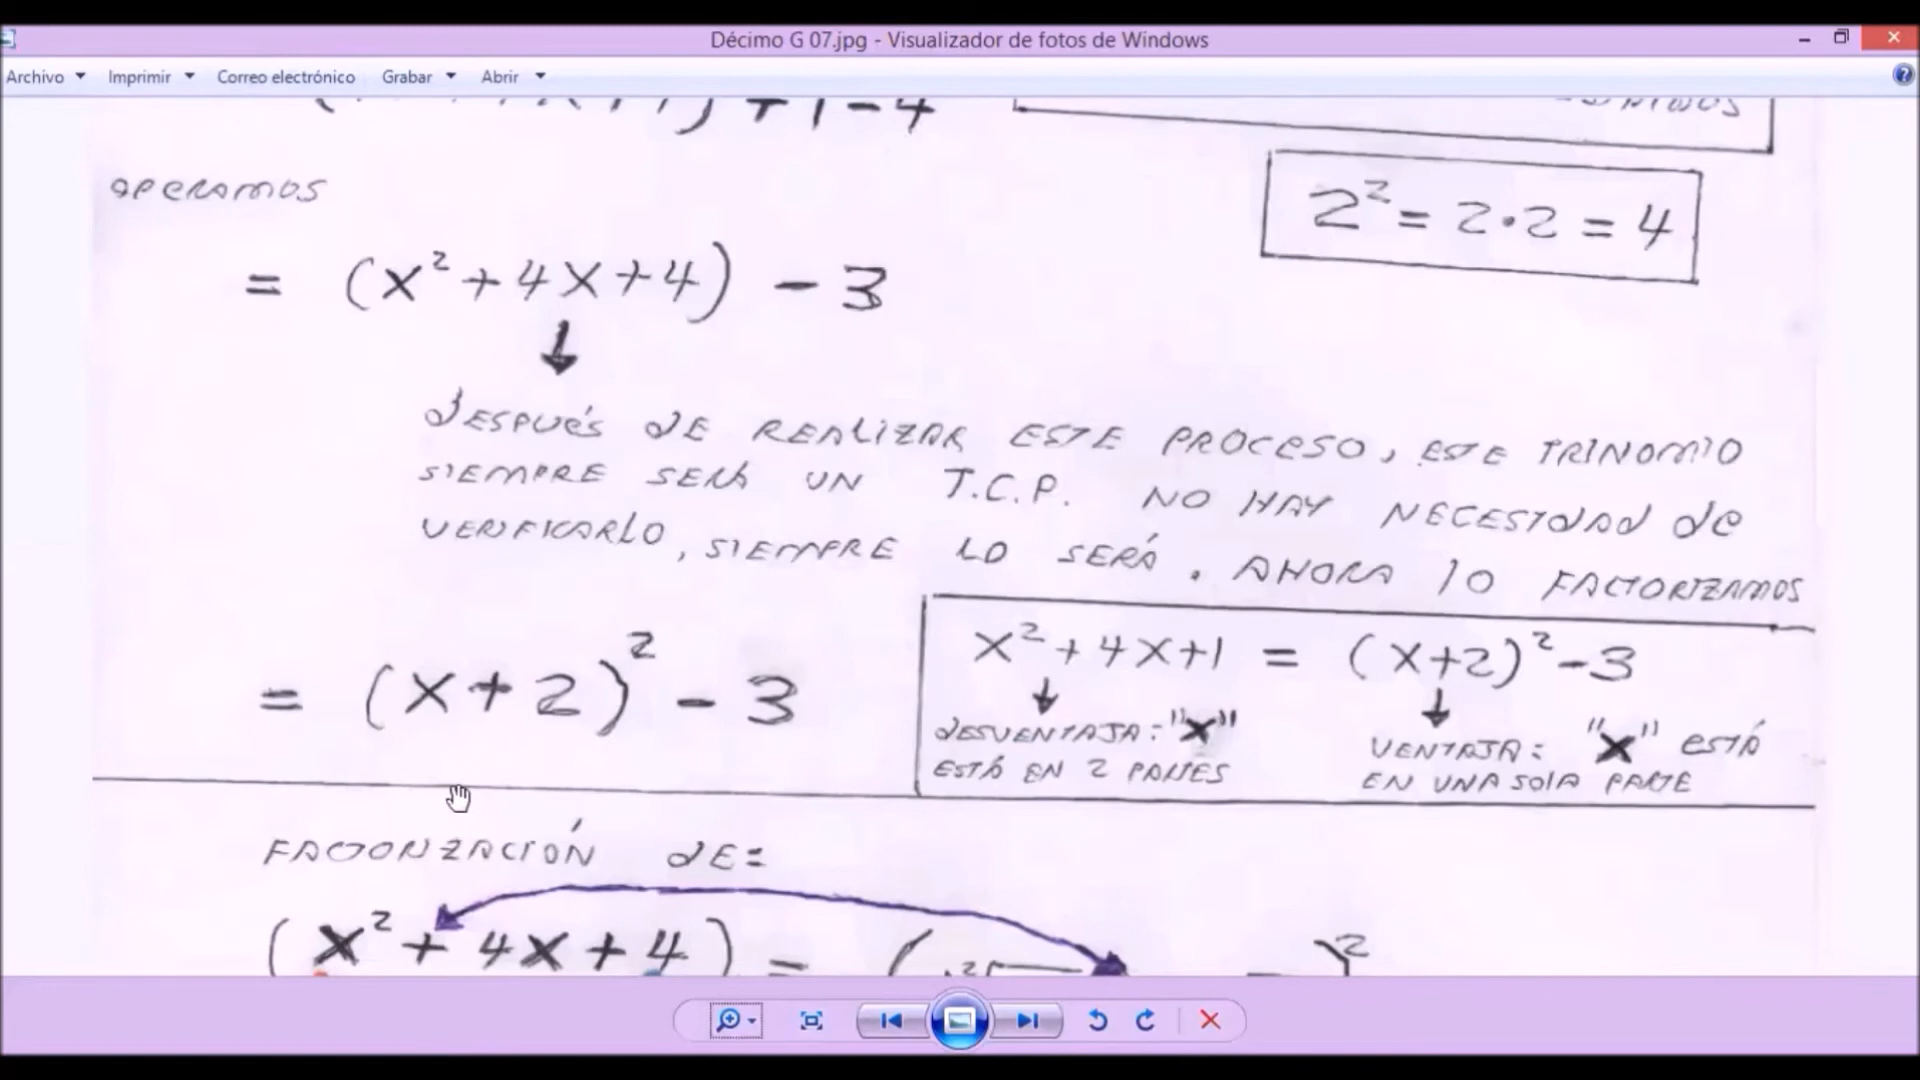 Décimo G 07.jpg - Visualizador de fotos de Windows
Archivo Imprimir Correo electrónico Grabar Abrir
+1-4
2² = 2·2 = 4
OPERAMOS
= (x² + 4x + 4) - 3
DESPUÉS DE REALIZAR ESTE PROCESO, ESTE TRINOMIO
SIEMPRE SERÁ UN T.C.P. NO HAY NECESIDAD DE
VERIFICARLO, SIEMPRE LO SERÁ. AHORA LO FACTORIZAMOS
= (x+2)² - 3
x² + 4x+1 = (x+2)² -3
DESVENTAJA: "X"
ESTÁ EN 2 PARTES
VENTAJA: "X" ESTÁ
EN UNA SOLA PARTE
FACTORIZACIÓN DE:
(x² + 4x + 4) = (